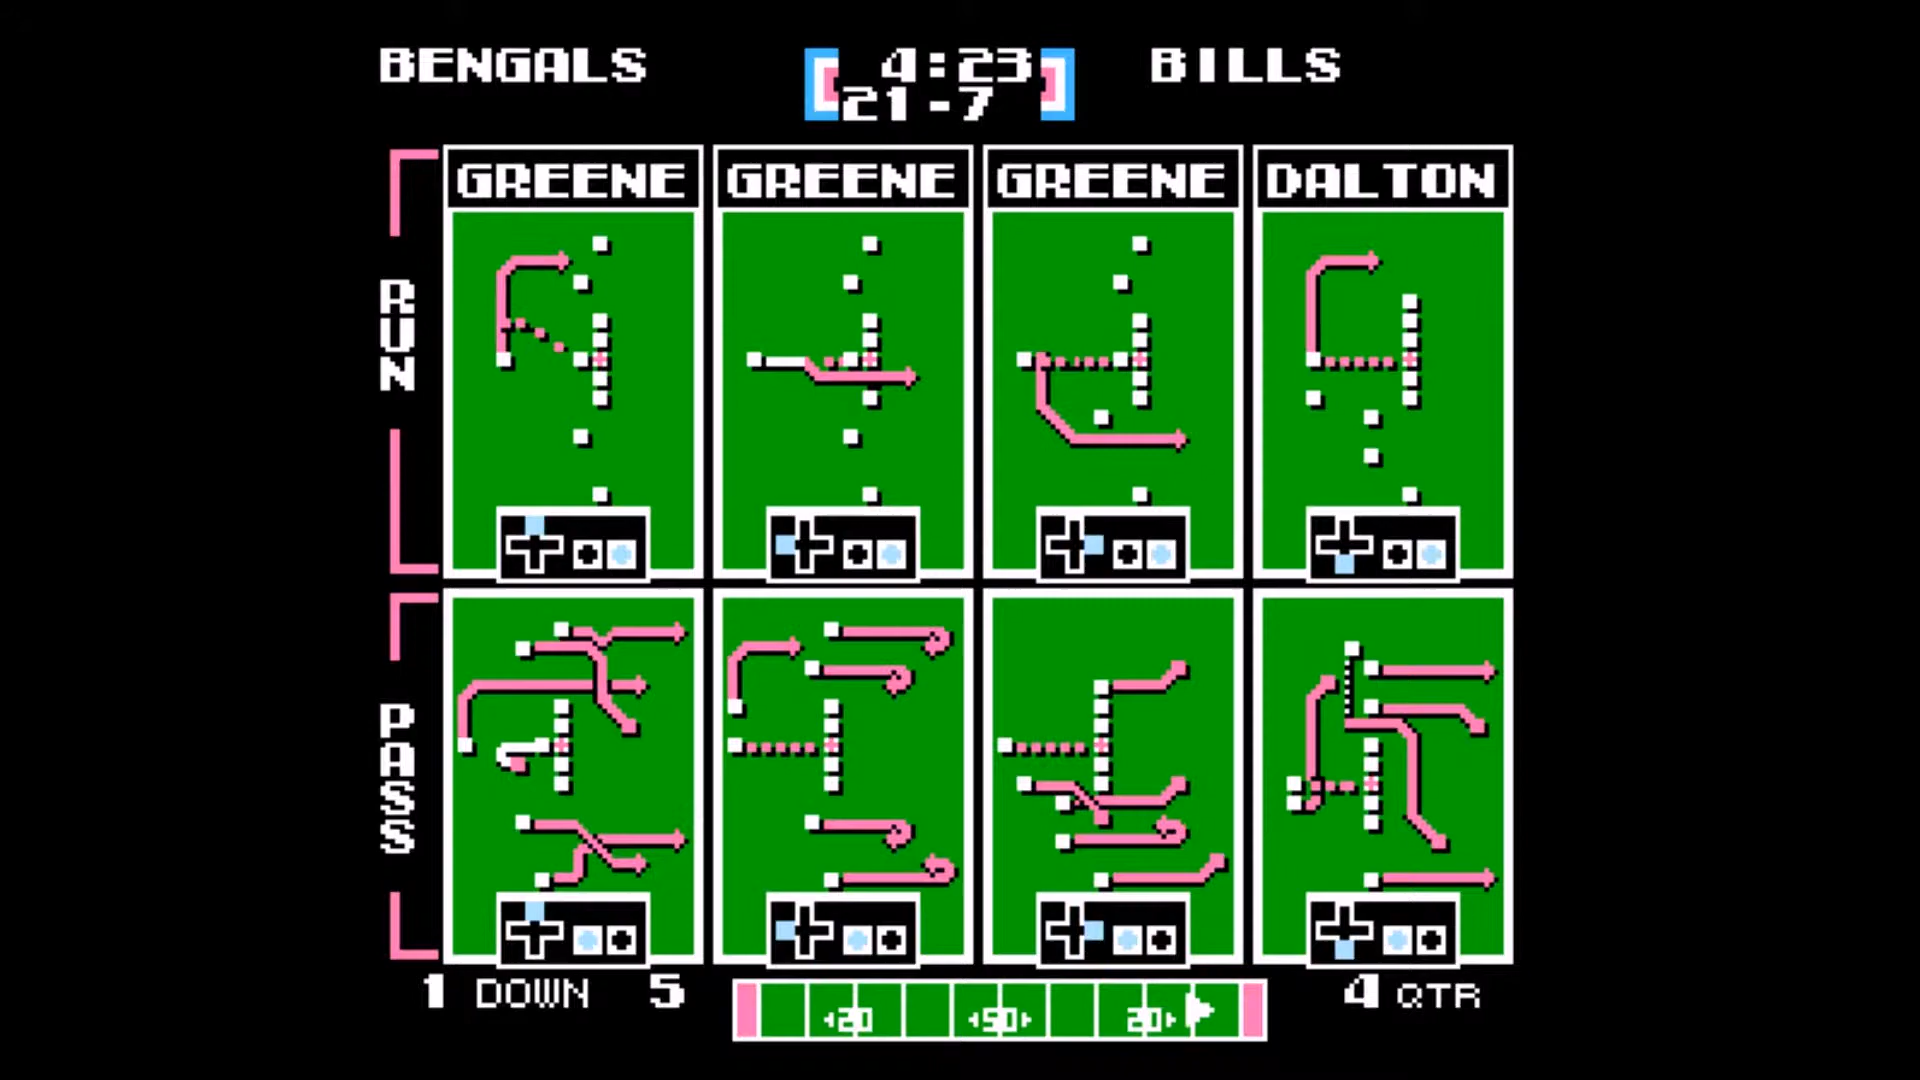 BENGALS 4:23 BILLS
21-7
GREENE GREENE GREENE DALTON
RUN
PASS
1 DOWN 5 4 QTR
20 50 20